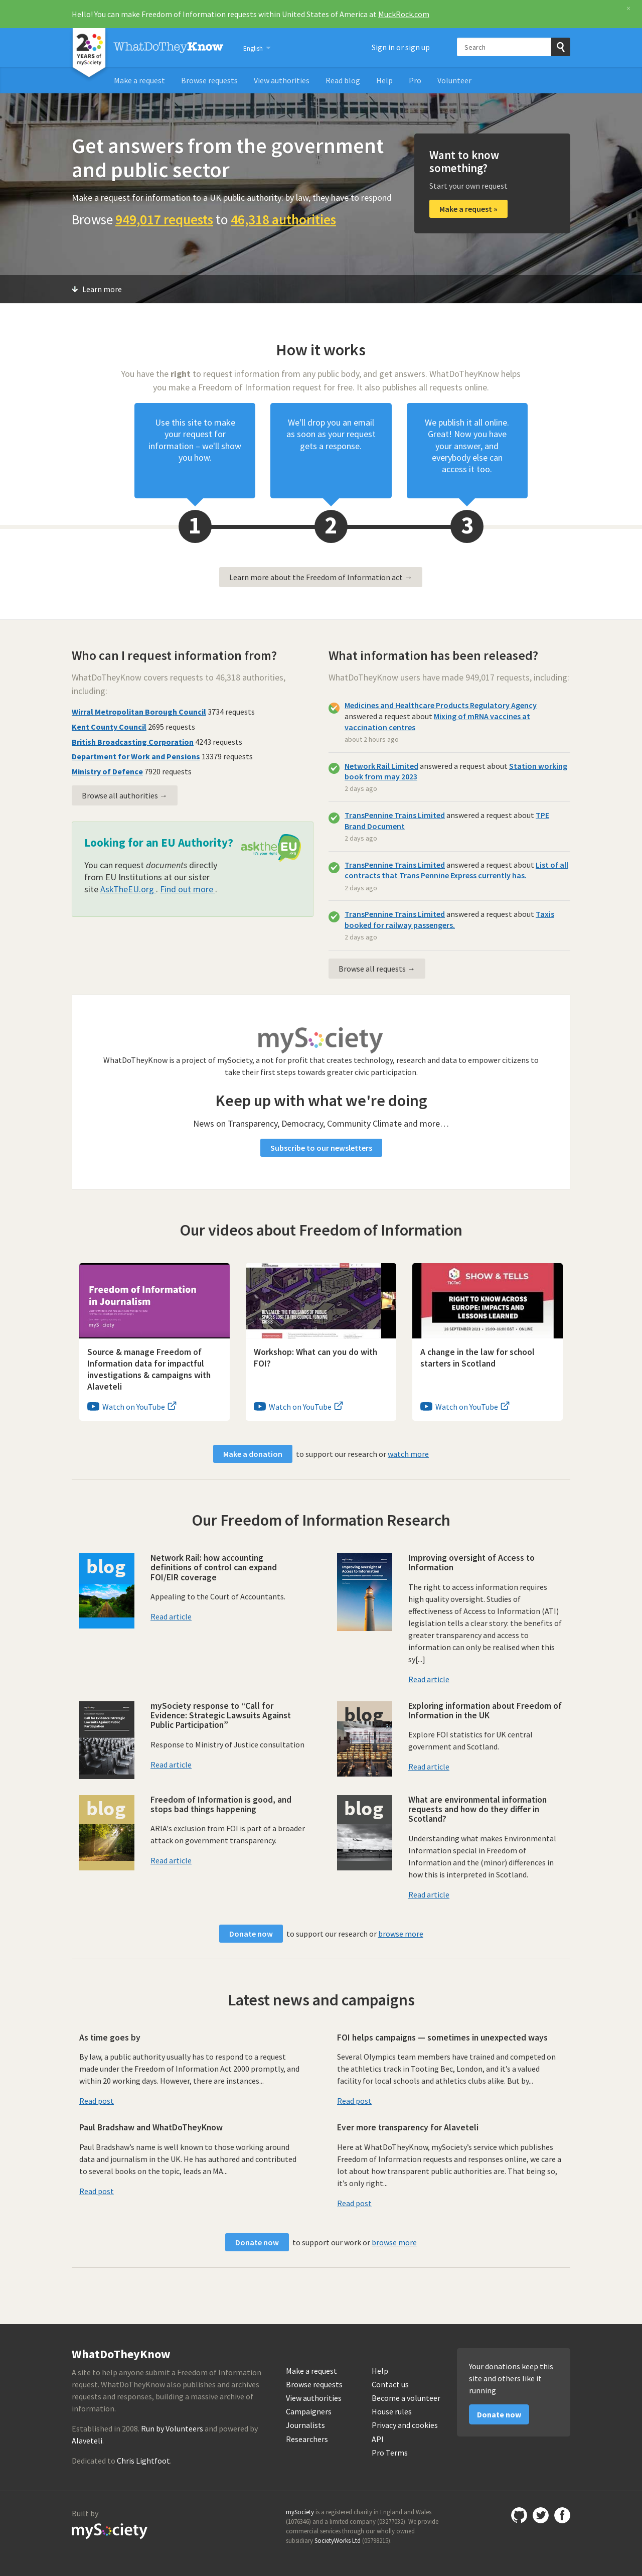 Hello! You can make Freedom of Information requests within United States of America at MuckRock.com
×
20
YEARS of
mySociety
WhatDoTheyKnow
English
Sign in or sign up
Search
Make a request
Browse requests
View authorities
Read blog
Help
Pro
Volunteer
Get answers from the government
and public sector
Make a request for information to a UK public authority: by law, they have to respond
Browse 949,017 requests to 46,318 authorities
Want to know
something?
Start your own request
Make a request »
Learn more
How it works
You have the right to request information from any public body, and get answers. WhatDoTheyKnow helps
you make a Freedom of Information request for free. It also publishes all requests online.
Use this site to make
your request for
information – we'll show
you how.
We'll drop you an email
as soon as your request
gets a response.
We publish it all online.
Great! Now you have
your answer, and
everybody else can
access it too.
1
2
3
Learn more about the Freedom of Information act →
Who can I request information from?
WhatDoTheyKnow covers requests to 46,318 authorities,
including:
Wirral Metropolitan Borough Council 3734 requests
Kent County Council 2695 requests
British Broadcasting Corporation 4243 requests
Department for Work and Pensions 13379 requests
Ministry of Defence 7920 requests
Browse all authorities →
Looking for an EU Authority?
asktheEU
it's your right
You can request documents directly
from EU Institutions at our sister
site AskTheEU.org . Find out more .
What information has been released?
WhatDoTheyKnow users have made 949,017 requests, including:
Medicines and Healthcare Products Regulatory Agency
answered a request about Mixing of mRNA vaccines at
vaccination centres
about 2 hours ago
Network Rail Limited answered a request about Station working
book from may 2023
2 days ago
TransPennine Trains Limited answered a request about TPE
Brand Document
2 days ago
TransPennine Trains Limited answered a request about List of all
contracts that Trans Pennine Express currently has.
2 days ago
TransPennine Trains Limited answered a request about Taxis
booked for railway passengers.
2 days ago
Browse all requests →
mySociety
WhatDoTheyKnow is a project of mySociety, a not for profit that creates technology, research and data to empower citizens to
take their first steps towards greater civic participation.
Keep up with what we're doing
News on Transparency, Democracy, Community Climate and more…
Subscribe to our newsletters
Our videos about Freedom of Information
Freedom of Information
in Journalism
SHOW & TELLS
RIGHT TO KNOW ACROSS
EUROPE: IMPACTS AND
LESSONS LEARNED
Source & manage Freedom of
Information data for impactful
investigations & campaigns with
Alaveteli
Watch on YouTube
Workshop: What can you do with
FOI?
Watch on YouTube
A change in the law for school
starters in Scotland
Watch on YouTube
Make a donation to support our research or watch more
Our Freedom of Information Research
blog
Network Rail: how accounting
definitions of control can expand
FOI/EIR coverage
Appealing to the Court of Accountants.
Read article
Improving oversight of Access to
Information
The right to access information requires
high quality oversight. Studies of
effectiveness of Access to Information (ATI)
legislation tells a clear story: the benefits of
greater transparency and access to
information can only be realised when this
sy[...]
Read article
mySociety response to “Call for
Evidence: Strategic Lawsuits Against
Public Participation”
Response to Ministry of Justice consultation
Read article
blog
Exploring information about Freedom of
Information in the UK
Explore FOI statistics for UK central
government and Scotland.
Read article
blog
Freedom of Information is good, and
stops bad things happening
ARIA's exclusion from FOI is part of a broader
attack on government transparency.
Read article
blog
What are environmental information
requests and how do they differ in
Scotland?
Understanding what makes Environmental
Information special in Freedom of
Information and the (minor) differences in
how this is interpreted in Scotland.
Read article
Donate now to support our research or browse more
Latest news and campaigns
As time goes by
By law, a public authority usually has to respond to a request
made under the Freedom of Information Act 2000 promptly, and
within 20 working days. However, there are instances...
Read post
FOI helps campaigns — sometimes in unexpected ways
Several Olympics team members have trained and competed on
the athletics track in Tooting Bec, London, and it’s a valued
facility for local schools and athletics clubs alike. But by...
Read post
Paul Bradshaw and WhatDoTheyKnow
Paul Bradshaw’s name is well known to those working around
data and journalism in the UK. He has authored and contributed
to several books on the topic, leads an MA...
Read post
Ever more transparency for Alaveteli
Here at WhatDoTheyKnow, mySociety’s service which publishes
Freedom of Information requests and responses online, we care a
lot about how transparent public authorities are. That being so,
it’s only right...
Read post
Donate now to support our work or browse more
WhatDoTheyKnow
A site to help anyone submit a Freedom of Information
request. WhatDoTheyKnow also publishes and archives
requests and responses, building a massive archive of
information.
Established in 2008. Run by Volunteers and powered by
Alaveteli.
Dedicated to Chris Lightfoot.
Make a request
Browse requests
View authorities
Campaigners
Journalists
Researchers
Help
Contact us
Become a volunteer
House rules
Privacy and cookies
API
Pro Terms
Your donations keep this
site and others like it
running
Donate now
Built by
mySociety
mySociety is a registered charity in England and Wales
(1076346) and a limited company (03277032). We provide
commercial services through our wholly owned
subsidiary SocietyWorks Ltd (05798215).